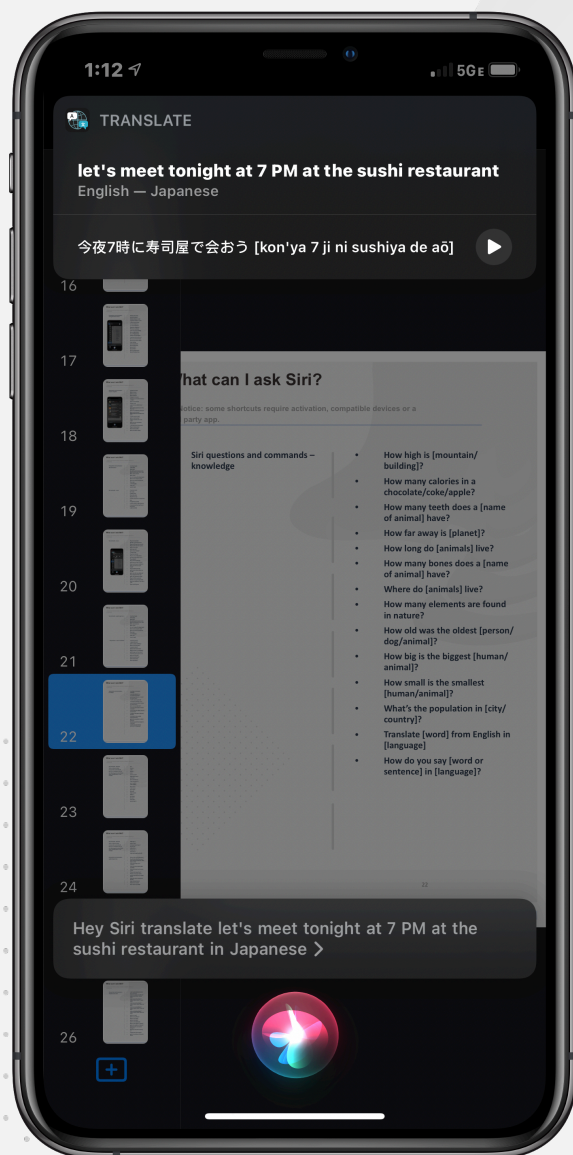 1:12
5GE
TRANSLATE
let's meet tonight at 7 PM at the sushi restaurant
English — Japanese
今夜7時に寿司屋で会おう [kon'ya 7 ji ni sushiya de aō]
16
17
18
19
20
21
22
23
24
26
hat can I ask Siri?
otice: some shortcuts require activation, compatible devices or a
party app.
Siri questions and commands –
knowledge
• How high is [mountain/
building]?
• How many calories in a
chocolate/coke/apple?
• How many teeth does a [name
of animal] have?
• How far away is [planet]?
• How long do [animals] live?
• How many bones does a [name
of animal] have?
• Where do [animals] live?
• How many elements are found
in nature?
• How old was the oldest [person/
dog/animal]?
• How big is the biggest [human/
animal]?
• How small is the smallest
[human/animal]?
• What's the population in [city/
country]?
• Translate [word] from English in
[language]
• How do you say [word or
sentence] in [language]?
22
Hey Siri translate let's meet tonight at 7 PM at the
sushi restaurant in Japanese >